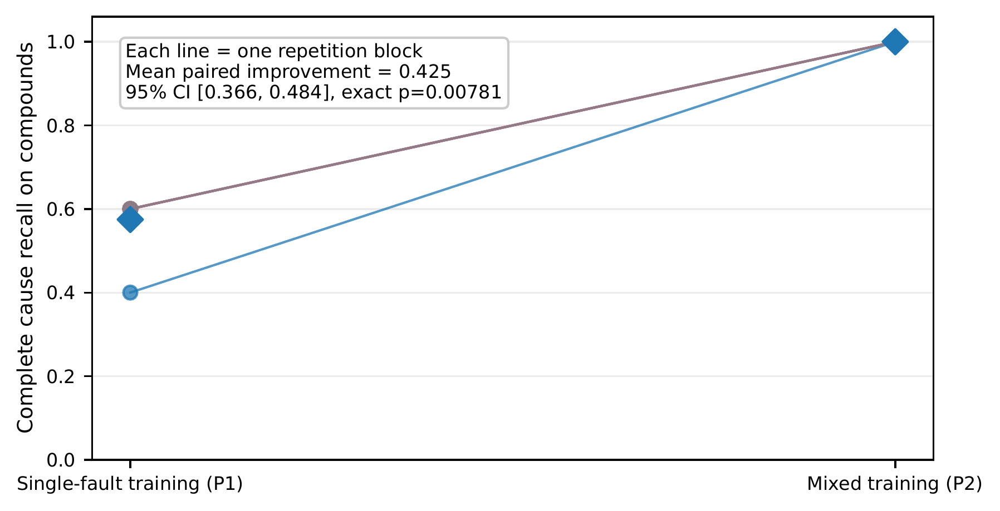 Complete cause recall on compounds
1.0
0.8
0.6
0.4
0.2
0.0
Each line = one repetition block
Mean paired improvement = 0.425
95% CI [0.366, 0.484], exact p=0.00781
Single-fault training (P1)
Mixed training (P2)